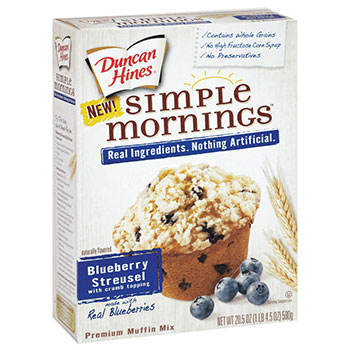 Duncan
Hines®
✓ Contains Whole Grains
✓ No High Fructose Corn Syrup
✓ No Preservatives
NEW!
SIMPLE
mornings™
Real Ingredients. Nothing Artificial.
naturally flavored
Blueberry
Streusel
with crumb topping
made with
Real Blueberries
Premium Muffin Mix
NET WT 20.5 OZ (1 LB 4.5 OZ) 580g